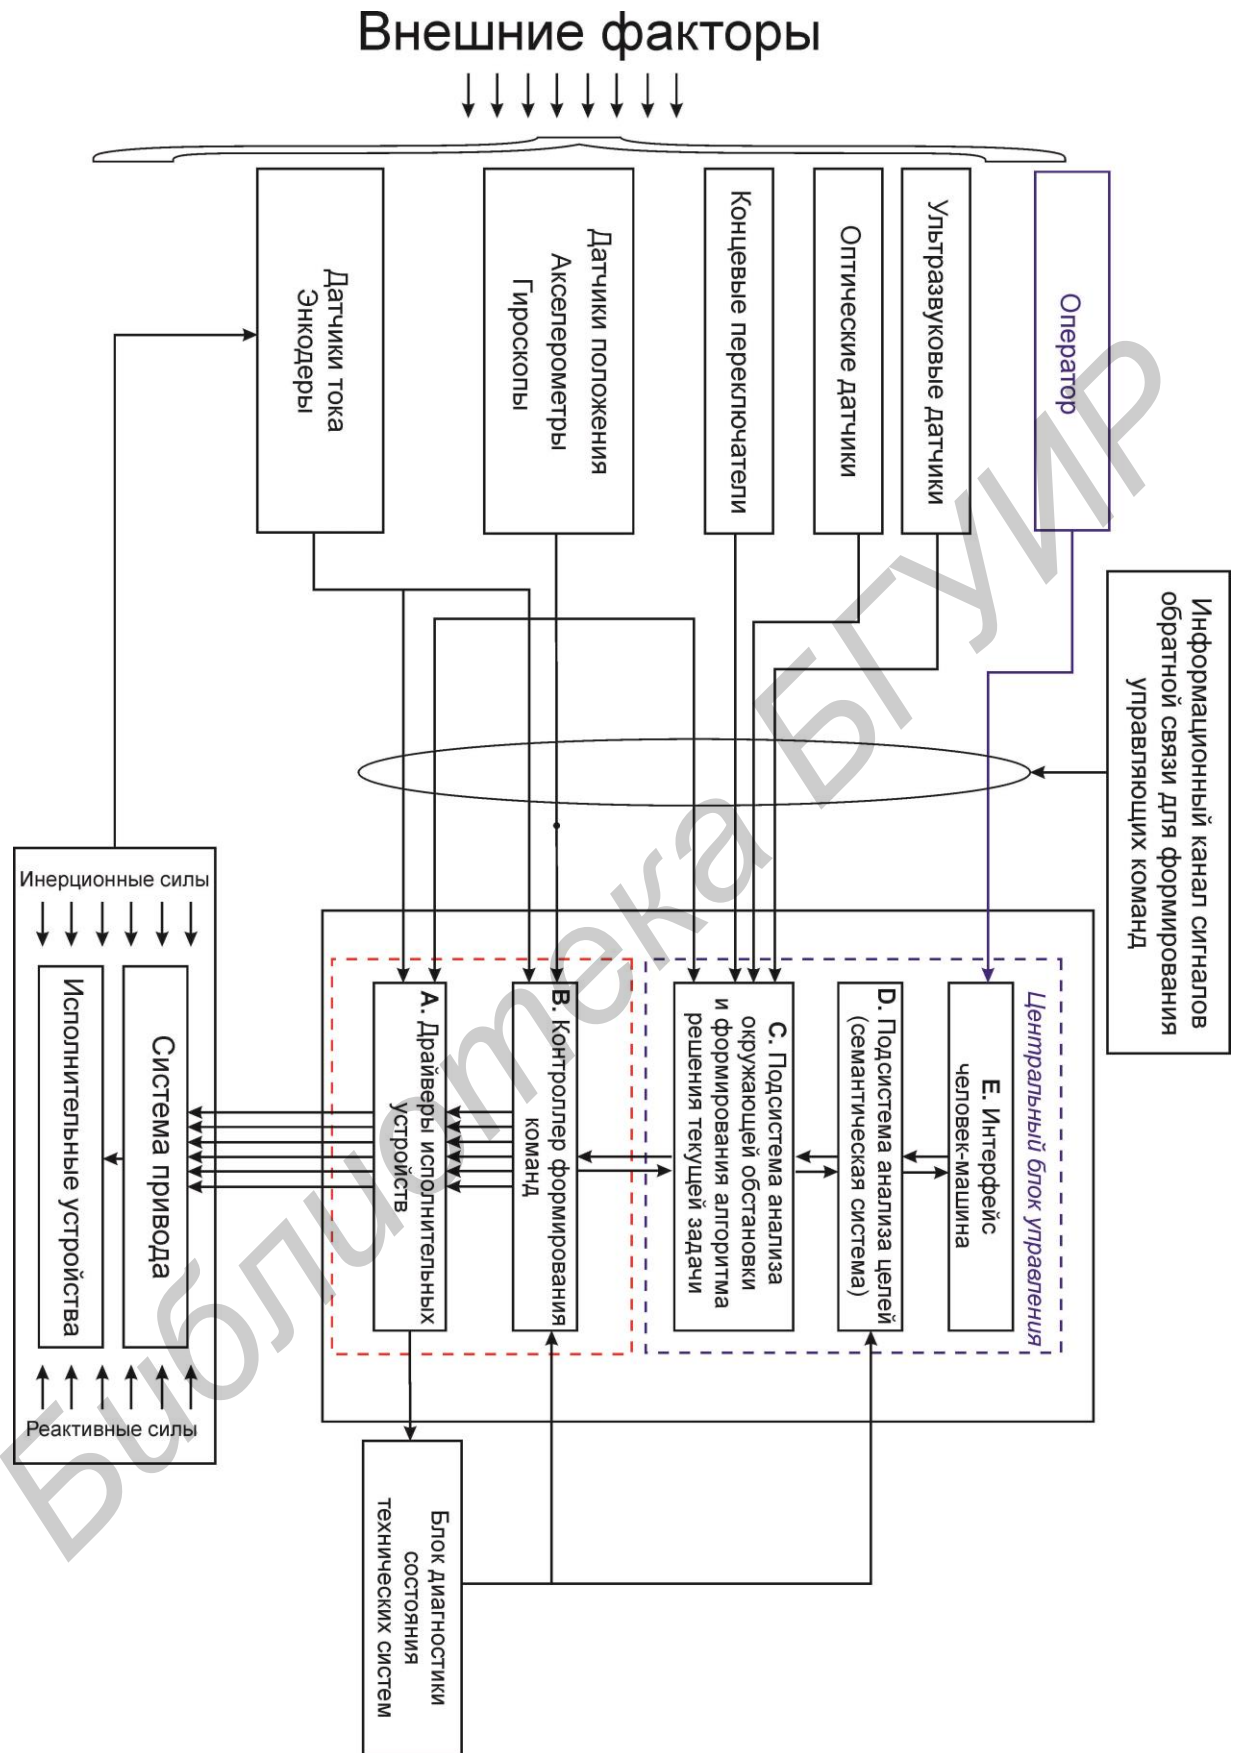 Внешние факторы
Датчики тока
Энкодеры
Датчики положения
Акселерометры
Гироскопы
Концевые переключатели
Оптические датчики
Ультразвуковые датчики
Оператор
Информационный канал сигналов
обратной связи для формирования
управляющих команд
Центральный блок управления
E. Интерфейс
человек-машина
D. Подсистема анализа целей
(семантическая система)
C. Подсистема анализа
окружающей обстановки
и формирования алгоритма
решения текущей задачи
B. Контроллер формирования
команд
A. Драйверы исполнительных
устройств
Инерционные силы
Система привода
Исполнительные устройства
Реактивные силы
Блок диагностики
состояния
технических систем
Библиотека БГУИР